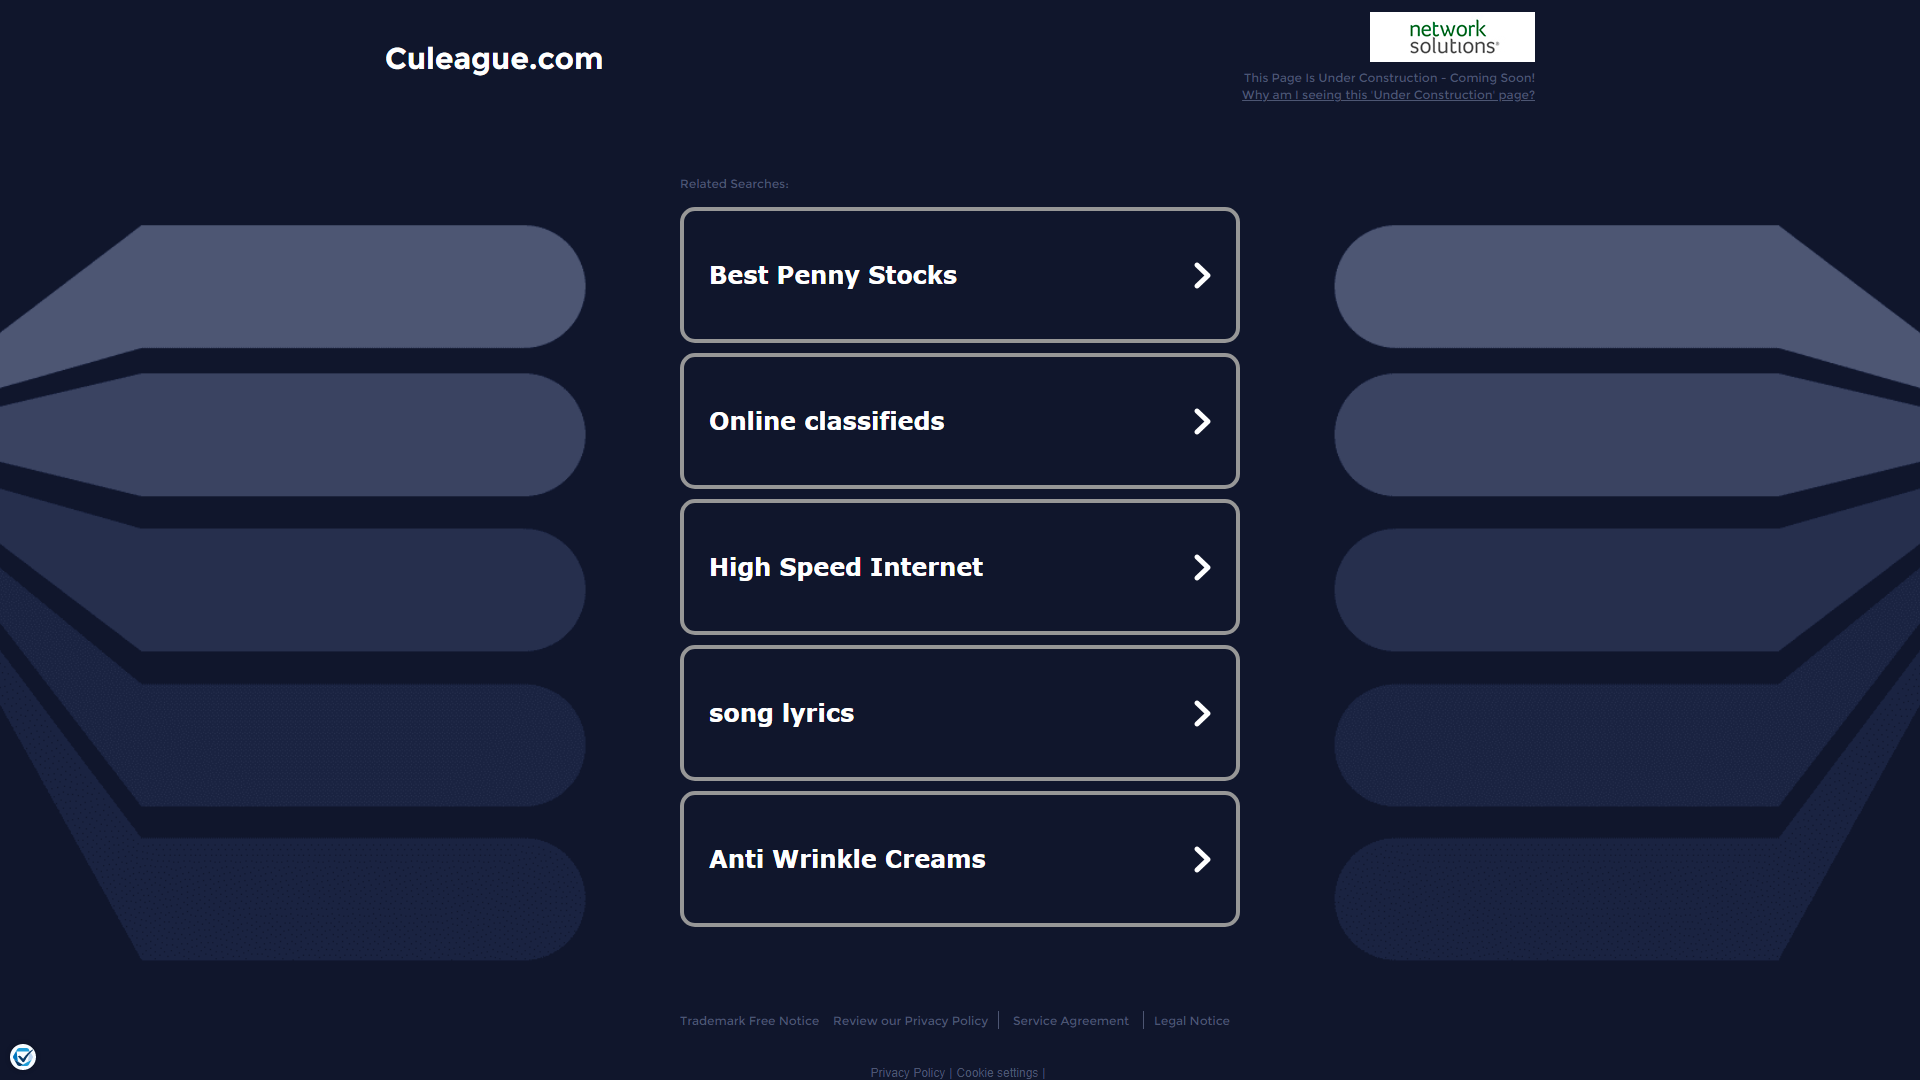 Culeague.com
network
solutions®
This Page Is Under Construction - Coming Soon!
Why am I seeing this 'Under Construction' page?
Related Searches:
Best Penny Stocks
Online classifieds
High Speed Internet
song lyrics
Anti Wrinkle Creams
Trademark Free Notice Review our Privacy Policy Service Agreement Legal Notice
Privacy Policy | Cookie settings |